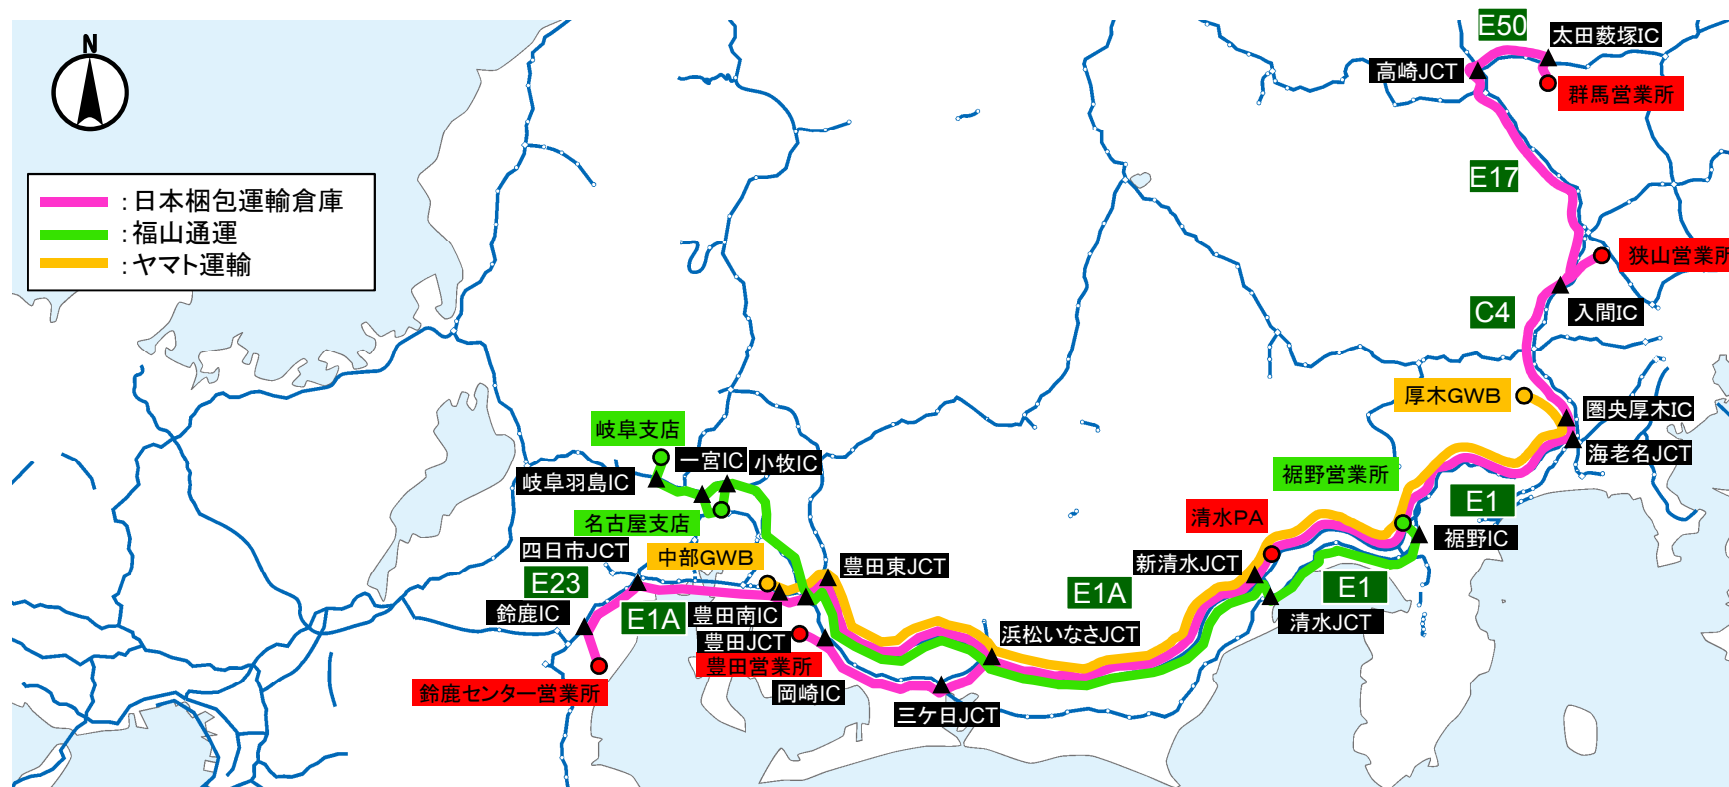 N
:日本梱包運輸倉庫
:福山通運
:ヤマト運輸
E50
太田薮塚IC
高崎JCT
群馬営業所
E17
狭山営業所
C4
入間IC
厚木GWB
圏央厚木IC
海老名JCT
岐阜支店
一宮IC
小牧IC
岐阜羽島IC
名古屋支店
裾野営業所
E1
裾野IC
清水PA
四日市JCT
中部GWB
豊田東JCT
新清水JCT
E23
E1A
E1
鈴鹿IC
E1A
豊田南IC
清水JCT
豊田JCT
浜松いなさJCT
豊田営業所
鈴鹿センター営業所
岡崎IC
三ケ日JCT